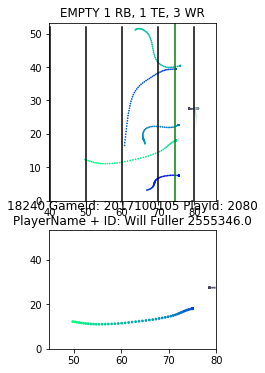 EMPTY 1 RB, 1 TE, 3 WR
50
40
30
20
10
0
40 50 60 70 80
18240 GameId: 2017100105 PlayId: 2080
PlayerName + ID: Will Fuller 2555346.0
40
20
0
50 60 70 80